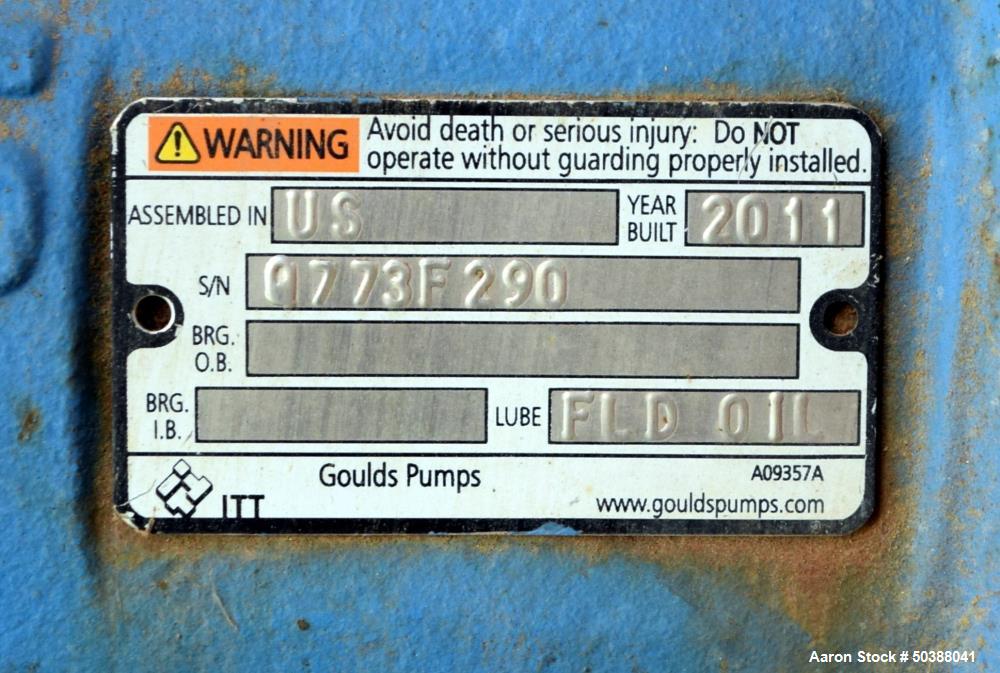 WARNING Avoid death or serious injury: Do NOT
operate without guarding properly installed.
ASSEMBLED IN US YEAR BUILT 2011
S/N Q773F290
BRG. O.B.
BRG. I.B. LUBE FLD OIL
Goulds Pumps A09357A
ITT www.gouldspumps.com
Aaron Stock # 50388041